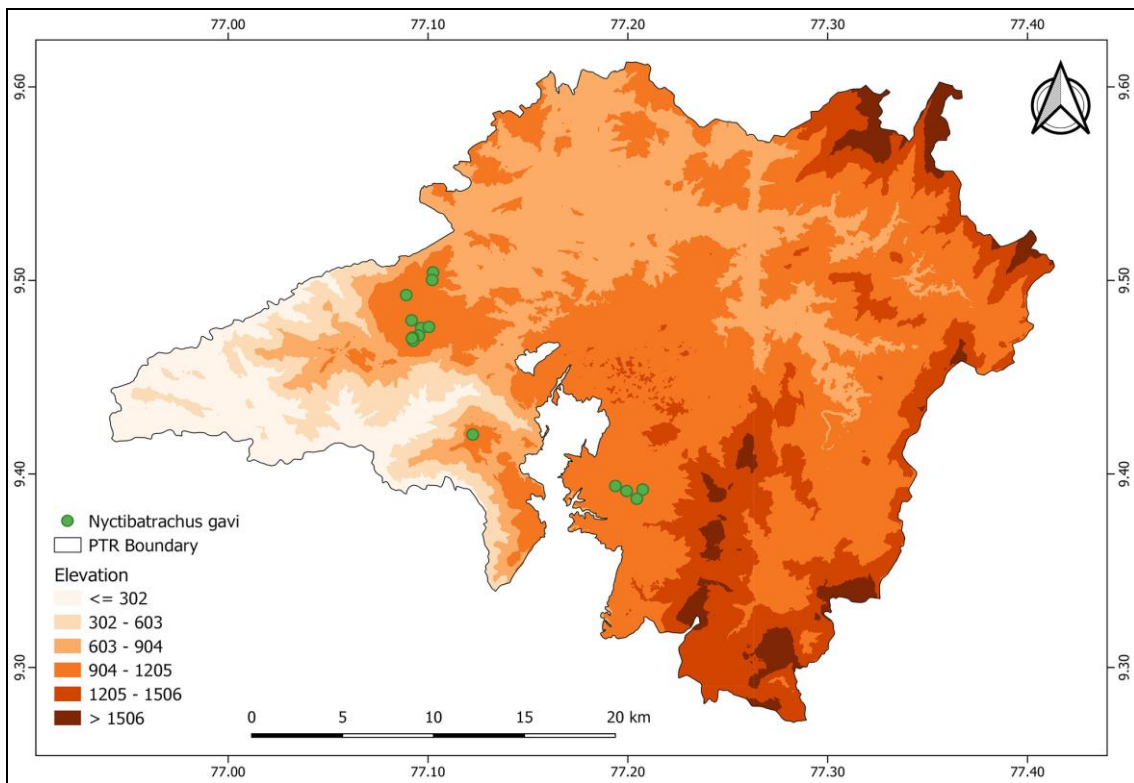 77.00 77.10 77.20 77.30 77.40
9.60 9.60
9.50 9.50
9.40 9.40
9.30 9.30
Nyctibatrachus gavi
PTR Boundary
Elevation
<= 302
302 - 603
603 - 904
904 - 1205
1205 - 1506
> 1506
0 5 10 15 20 km
77.00 77.10 77.20 77.30 77.40